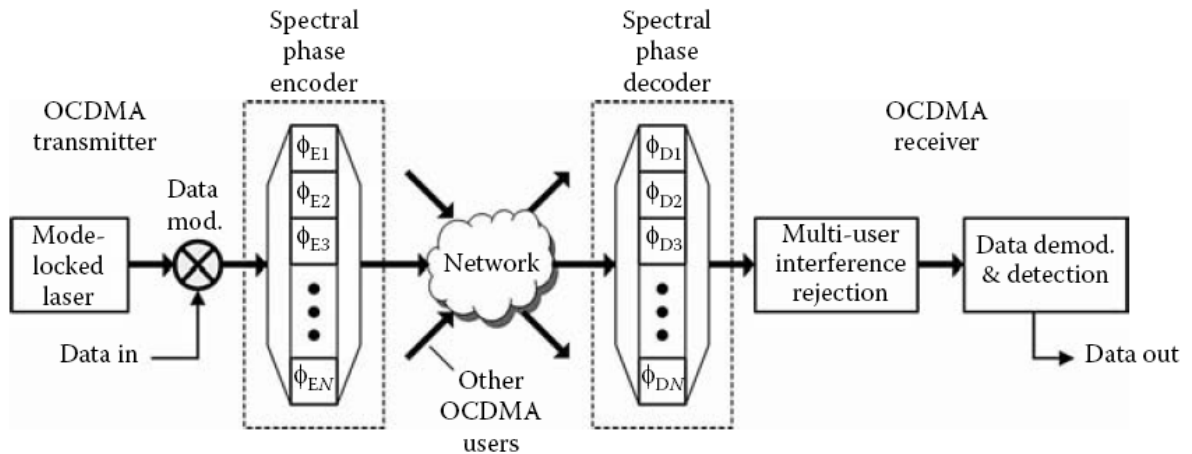 Spectral
phase
encoder
Spectral
phase
decoder
OCDMA
transmitter
OCDMA
receiver
Data
mod.
Mode-
locked
laser
Data in
ϕE1
ϕE2
ϕE3
ϕEN
Network
Other
OCDMA
users
ϕD1
ϕD2
ϕD3
ϕDN
Multi-user
interference
rejection
Data demod.
& detection
Data out